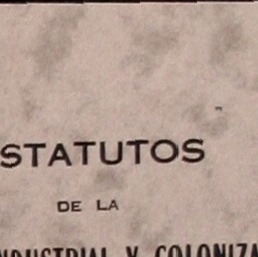 STATUTOS
DE LA
NDUSTRIAL Y COLONIZA